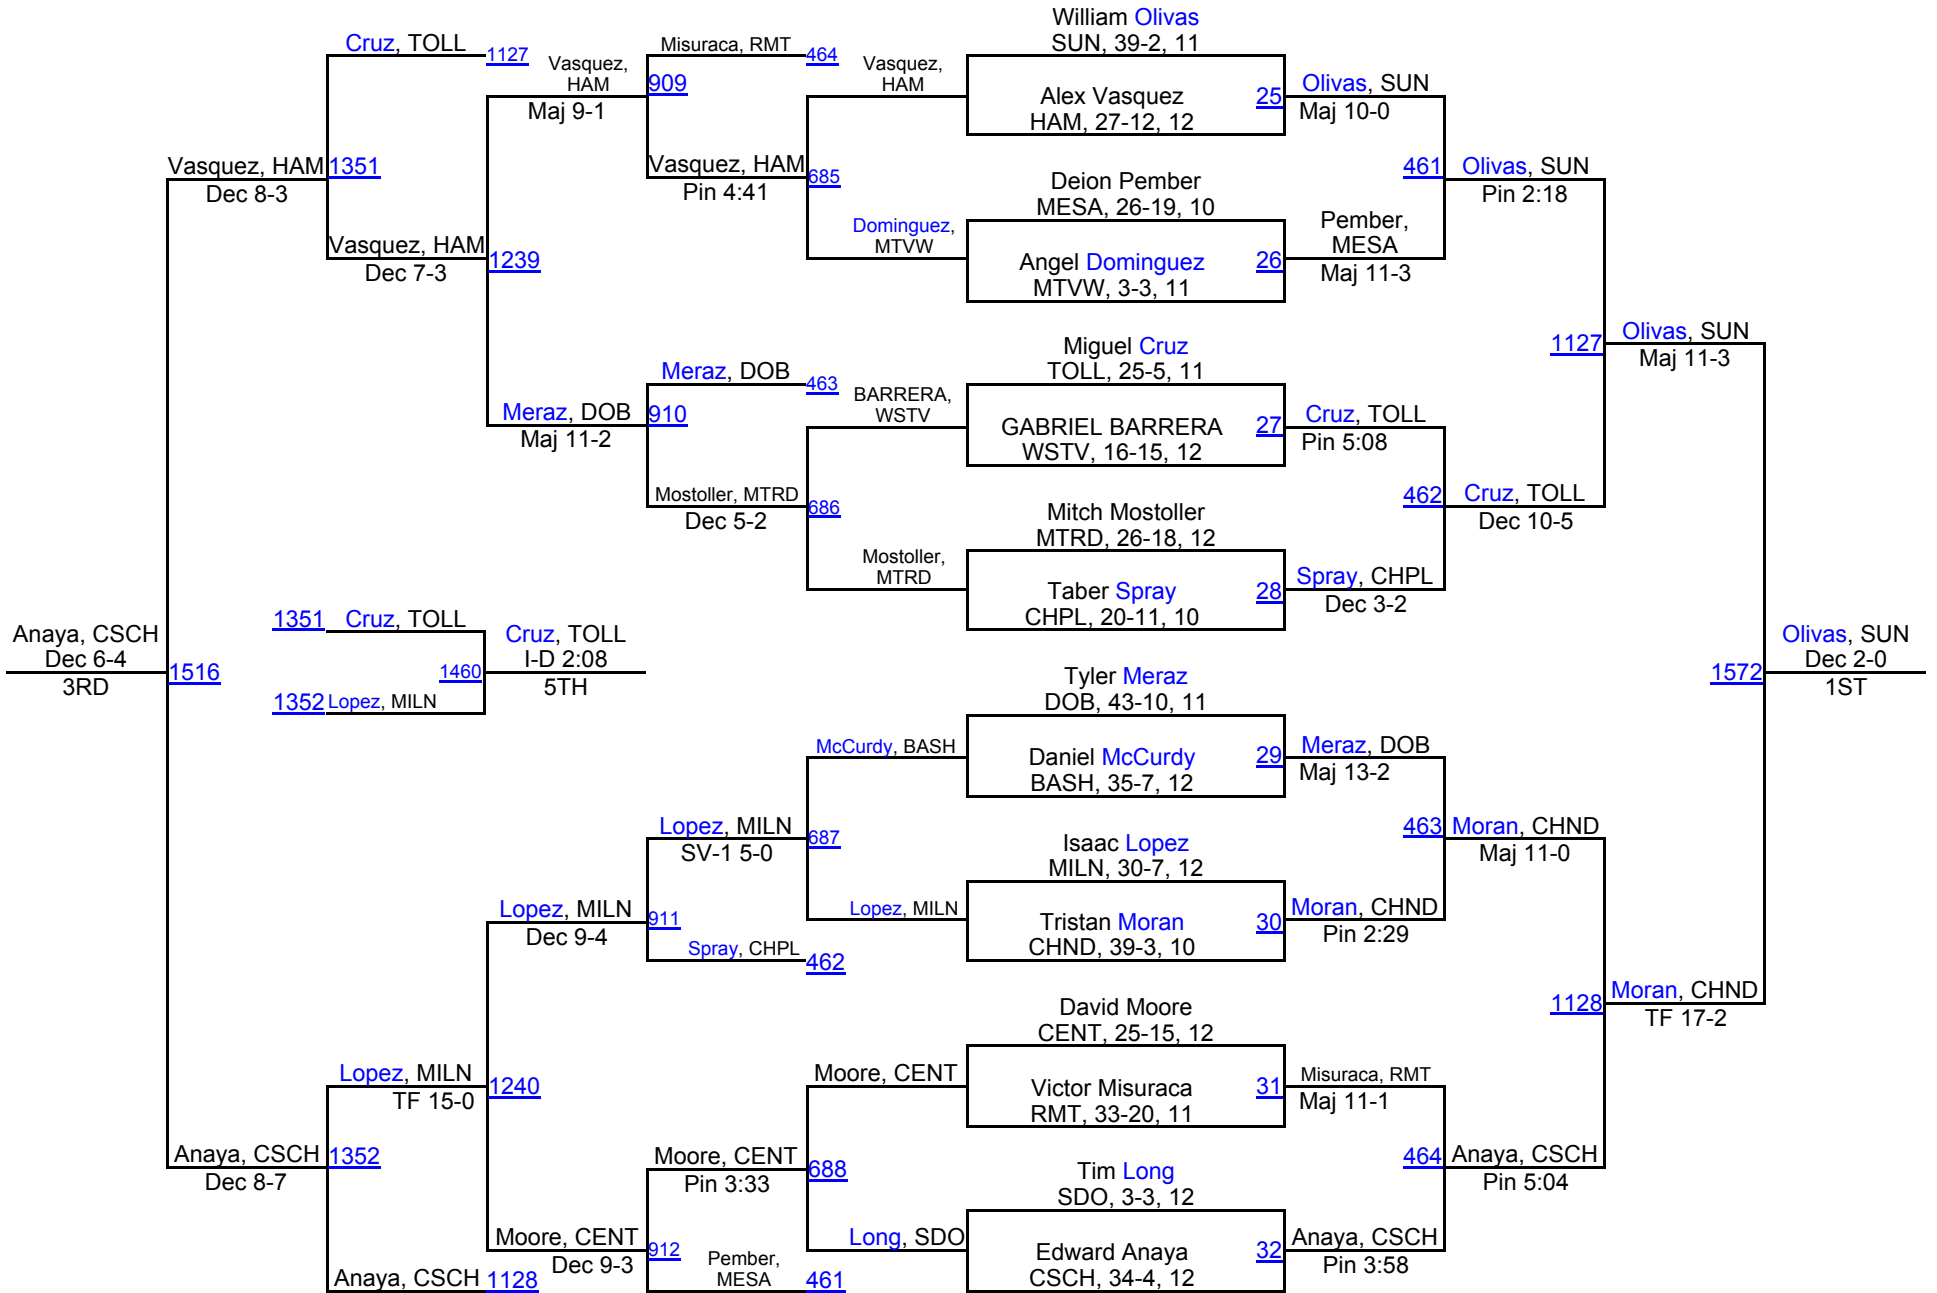 William Olivas
SUN, 39-2, 11
Cruz, TOLL
1127
Vasquez,
HAM
Maj 9-1
Misuraca, RMT
464
909
Vasquez,
HAM
Alex Vasquez
HAM, 27-12, 12
25
Olivas, SUN
Maj 10-0
Vasquez, HAM
Dec 8-3
1351
Vasquez, HAM
Pin 4:41
685
461
Olivas, SUN
Pin 2:18
Deion Pember
MESA, 26-19, 10
Dominguez,
MTVW
Pember,
MESA
Maj 11-3
Vasquez, HAM
Dec 7-3
1239
Angel Dominguez
MTVW, 3-3, 11
26
1127
Olivas, SUN
Maj 11-3
Miguel Cruz
TOLL, 25-5, 11
Meraz, DOB
463
BARRERA,
WSTV
Meraz, DOB
Maj 11-2
910
GABRIEL BARRERA
WSTV, 16-15, 12
27
Cruz, TOLL
Pin 5:08
Mostoller, MTRD
Dec 5-2
686
462
Cruz, TOLL
Dec 10-5
Mitch Mostoller
MTRD, 26-18, 12
Mostoller,
MTRD
Taber Spray
CHPL, 20-11, 10
28
Spray, CHPL
Dec 3-2
1351
Cruz, TOLL
Anaya, CSCH
Dec 6-4
3RD
1516
1460
Cruz, TOLL
I-D 2:08
5TH
1352
Lopez, MILN
1572
Olivas, SUN
Dec 2-0
1ST
Tyler Meraz
DOB, 43-10, 11
McCurdy, BASH
Daniel McCurdy
BASH, 35-7, 12
29
Meraz, DOB
Maj 13-2
Lopez, MILN
SV-1 5-0
687
463
Moran, CHND
Maj 11-0
Isaac Lopez
MILN, 30-7, 12
Lopez, MILN
Dec 9-4
911
Lopez, MILN
Tristan Moran
CHND, 39-3, 10
30
Moran, CHND
Pin 2:29
Spray, CHPL
462
1128
Moran, CHND
TF 17-2
David Moore
CENT, 25-15, 12
Lopez, MILN
TF 15-0
1240
Moore, CENT
Victor Misuraca
RMT, 33-20, 11
31
Misuraca, RMT
Maj 11-1
Anaya, CSCH
Dec 8-7
1352
Moore, CENT
Pin 3:33
688
464
Anaya, CSCH
Pin 5:04
Tim Long
SDO, 3-3, 12
Moore, CENT
Dec 9-3
912
Long, SDO
Edward Anaya
CSCH, 34-4, 12
32
Anaya, CSCH
Pin 3:58
Anaya, CSCH
1128
Pember,
MESA
461